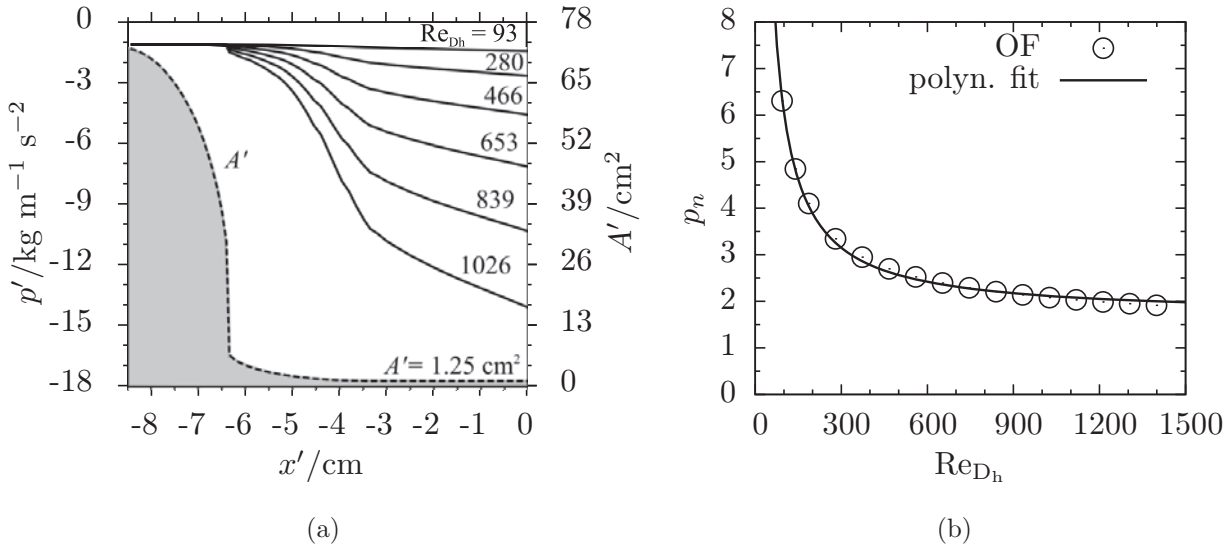 0
-3
-6
-9
-12
-15
-18
p′/kg m−1 s−2
78
65
52
39
26
13
0
A′/cm2
Re_Dh = 93
280
466
653
839
1026
A′
A′= 1.25 cm2
-8 -7 -6 -5 -4 -3 -2 -1 0
x′/cm
(a)
8
7
6
5
4
3
2
1
0
p_n
OF
polyn. fit
0 300 600 900 1200 1500
Re_Dh
(b)